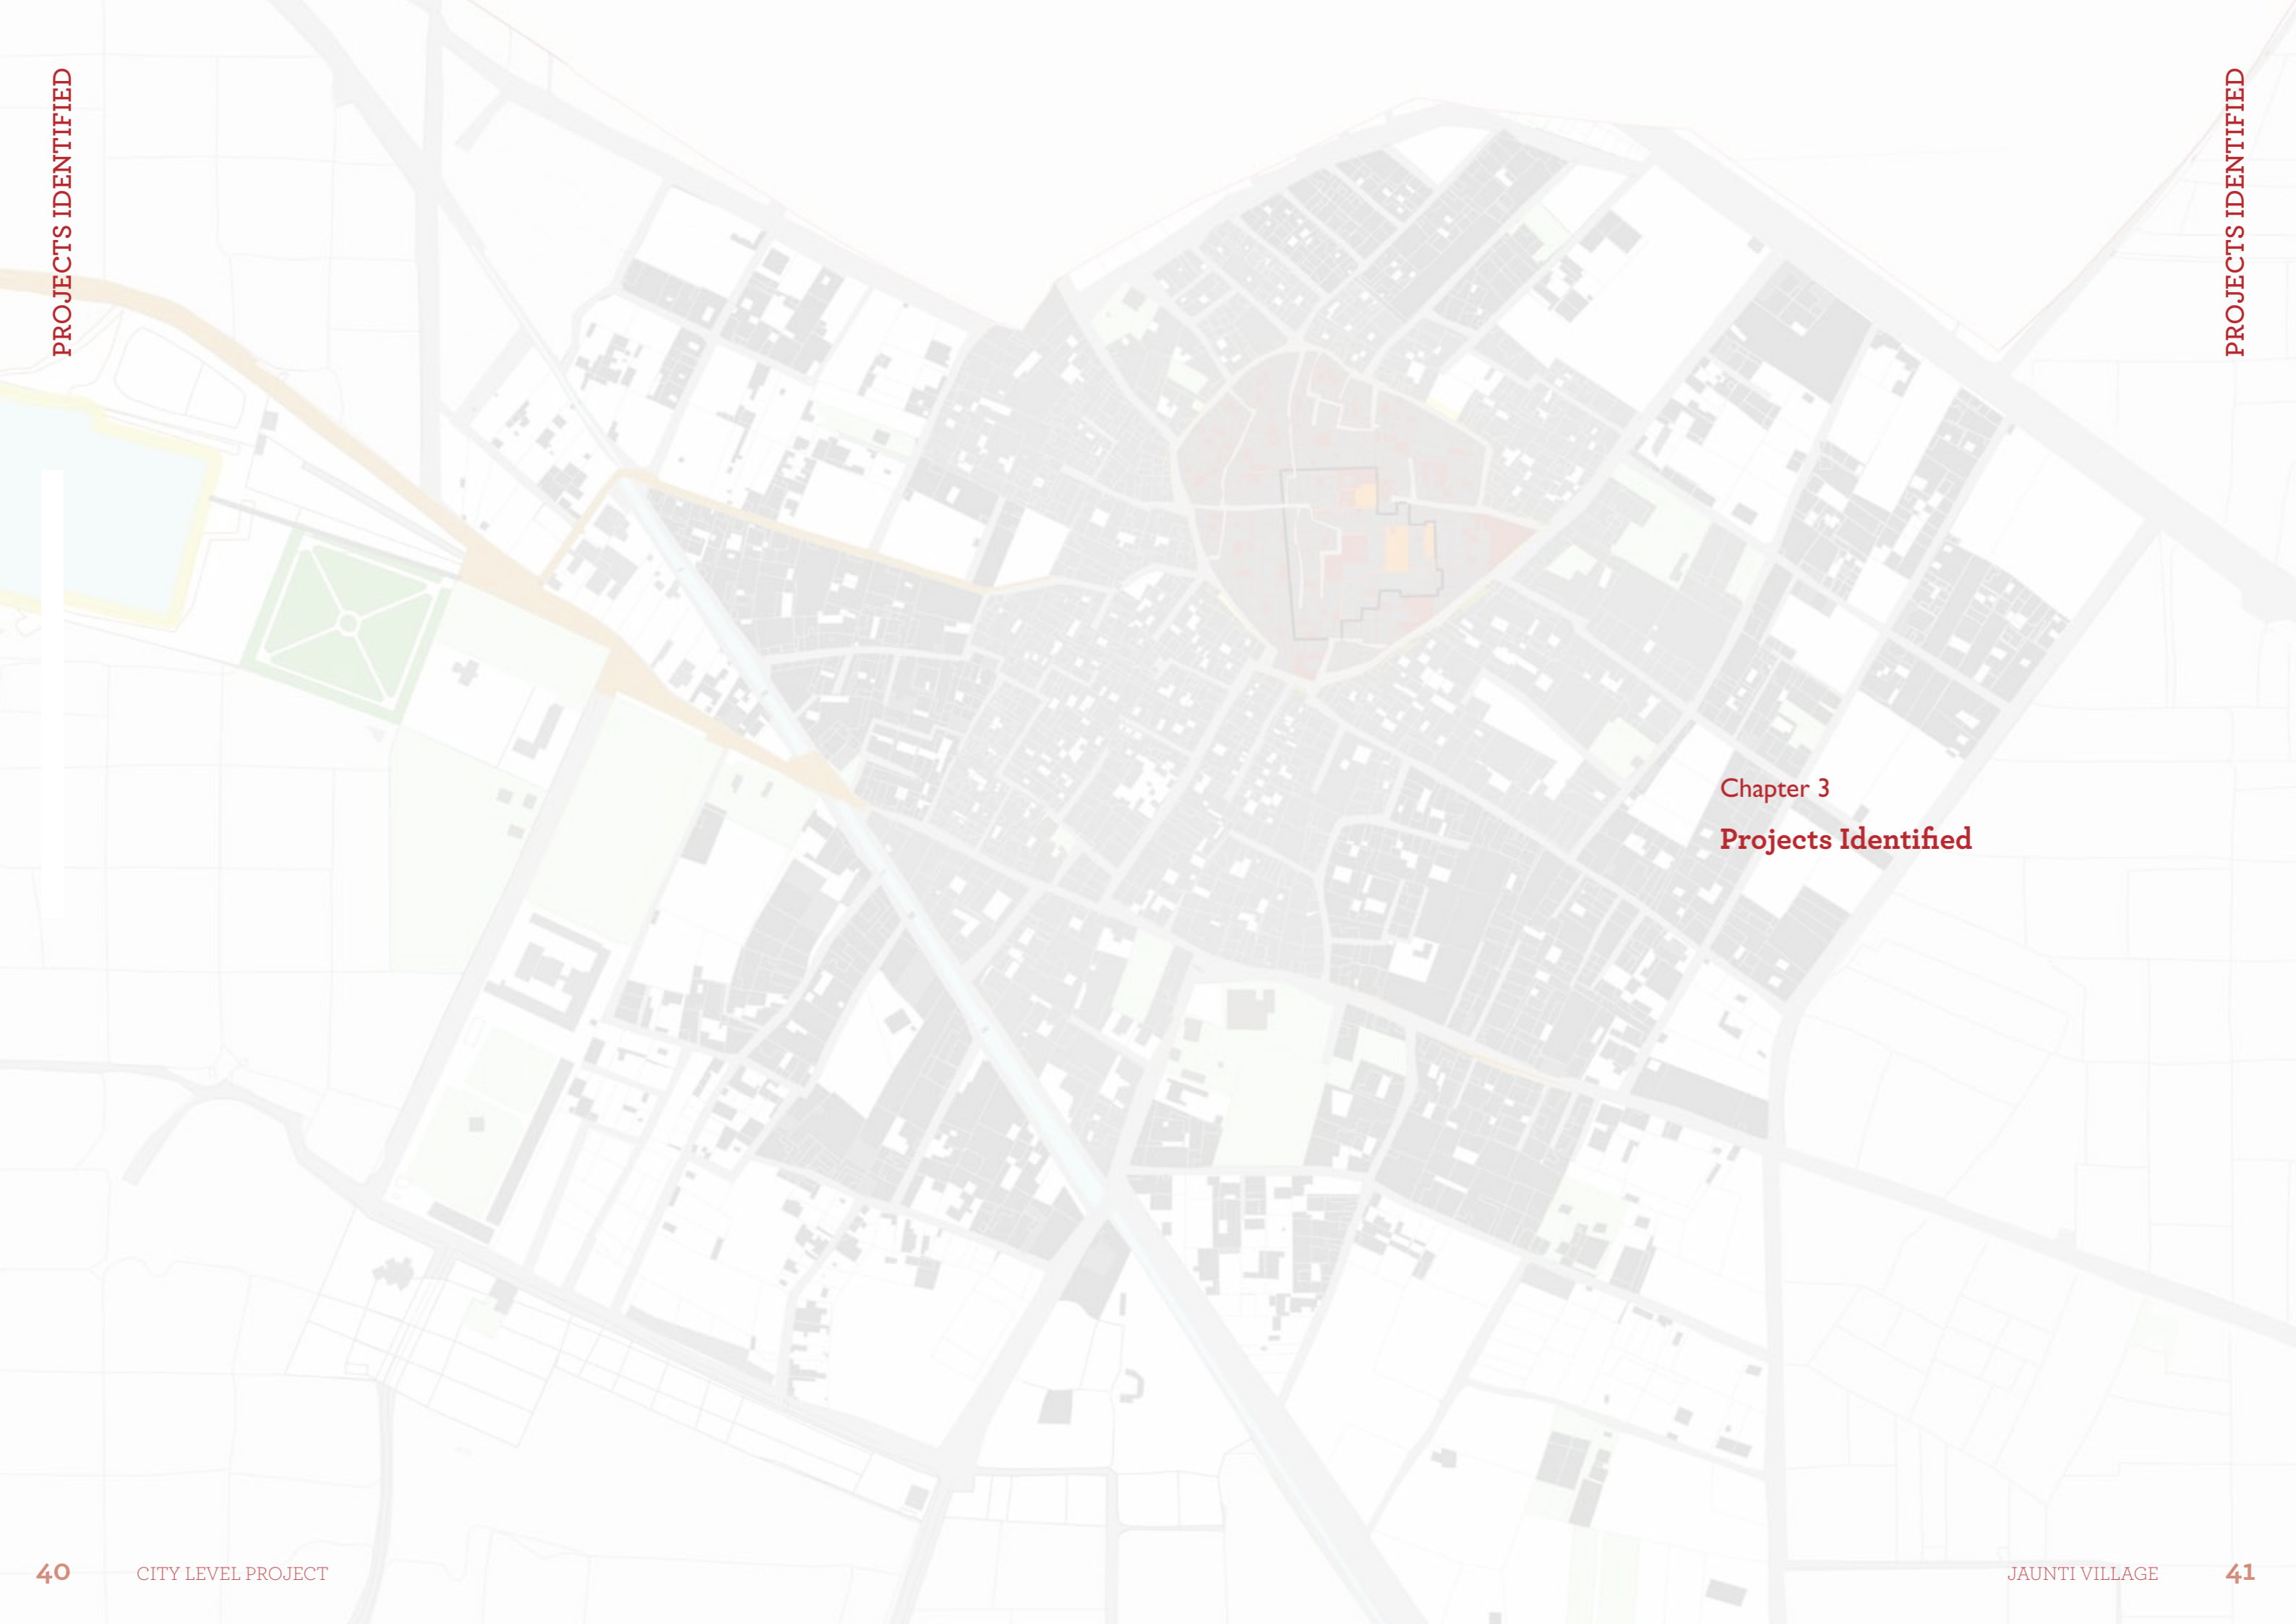 PROJECTS IDENTIFIED
PROJECTS IDENTIFIED
Chapter 3
Projects Identified
40
CITY LEVEL PROJECT
JAUNTI VILLAGE
41